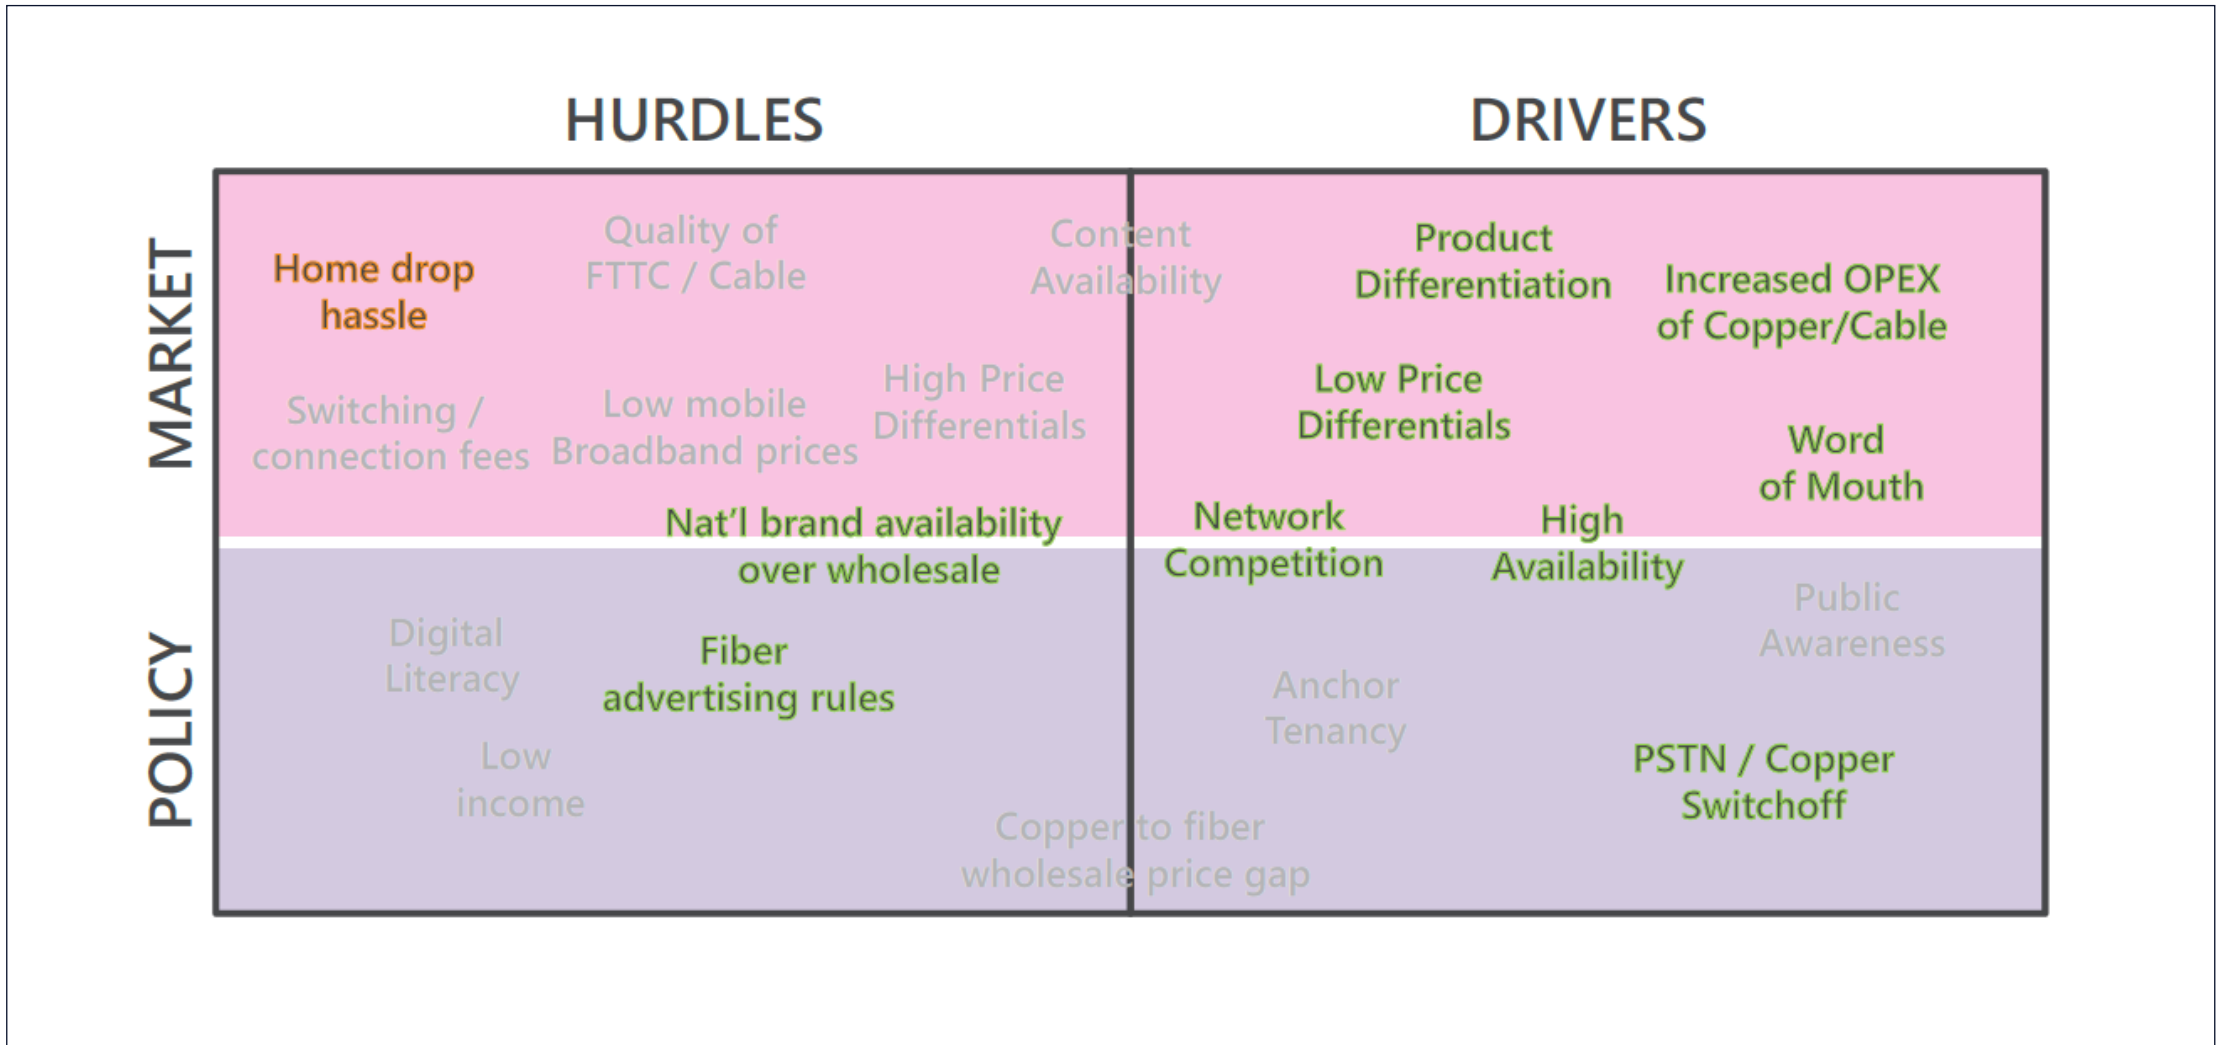 HURDLES
DRIVERS
MARKET
POLICY
Home drop
hassle
Quality of
FTTC / Cable
Content
Availability
Product
Differentiation
Increased OPEX
of Copper/Cable
Switching /
connection fees
Low mobile
Broadband prices
High Price
Differentials
Low Price
Differentials
Word
of Mouth
Nat’l brand availability
over wholesale
Network
Competition
High
Availability
Digital
Literacy
Fiber
advertising rules
Public
Awareness
Anchor
Tenancy
Low
income
PSTN / Copper
Switchoff
Copper to fiber
wholesale price gap